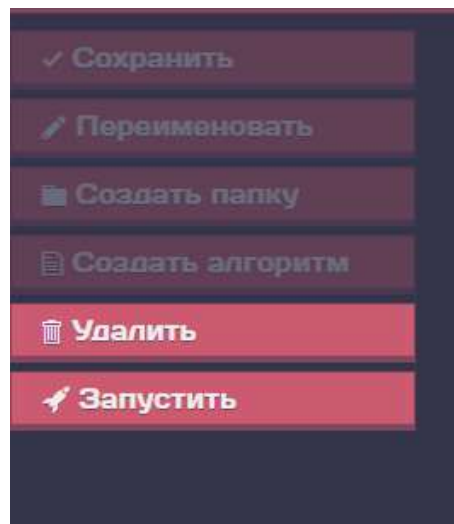 Сохранить
Переименовать
Создать папку
Создать алгоритм
Удалить
Запустить